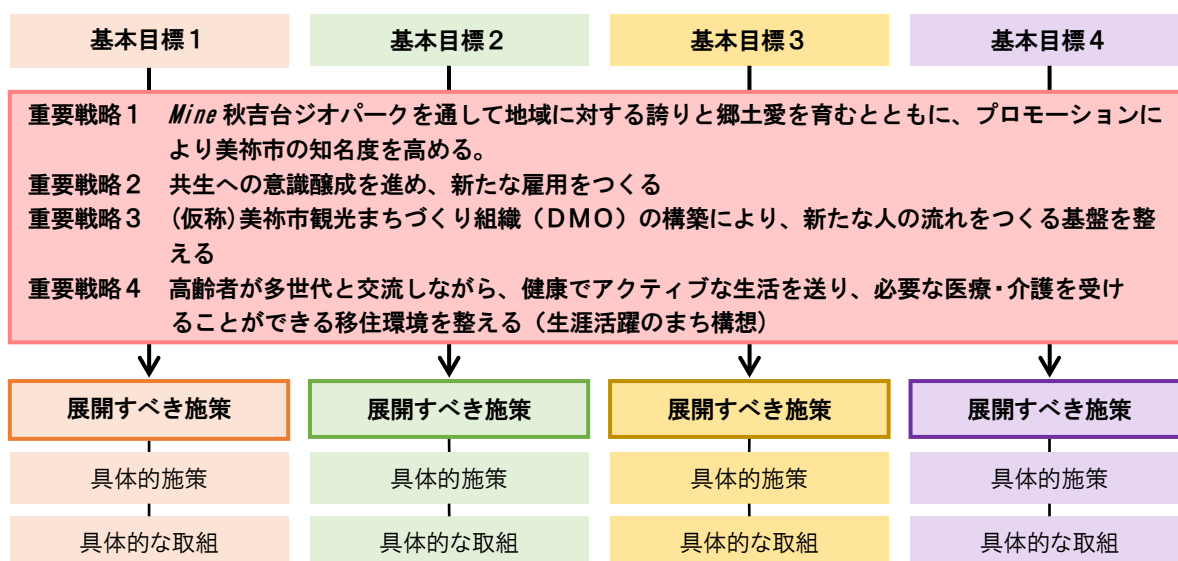 基本目標1
基本目標2
基本目標3
基本目標4
重要戦略1 Mine秋吉台ジオパークを通して地域に対する誇りと郷土愛を育むとともに、プロモーションに
より美祢市の知名度を高める。
重要戦略2 共生への意識醸成を進め、新たな雇用をつくる
重要戦略3 (仮称)美祢市観光まちづくり組織(DMO)の構築により、新たな人の流れをつくる基盤を整
える
重要戦略4 高齢者が多世代と交流しながら、健康でアクティブな生活を送り、必要な医療・介護を受け
ることができる移住環境を整える(生涯活躍のまち構想)
展開すべき施策
展開すべき施策
展開すべき施策
展開すべき施策
具体的施策
具体的施策
具体的施策
具体的施策
具体的な取組
具体的な取組
具体的な取組
具体的な取組